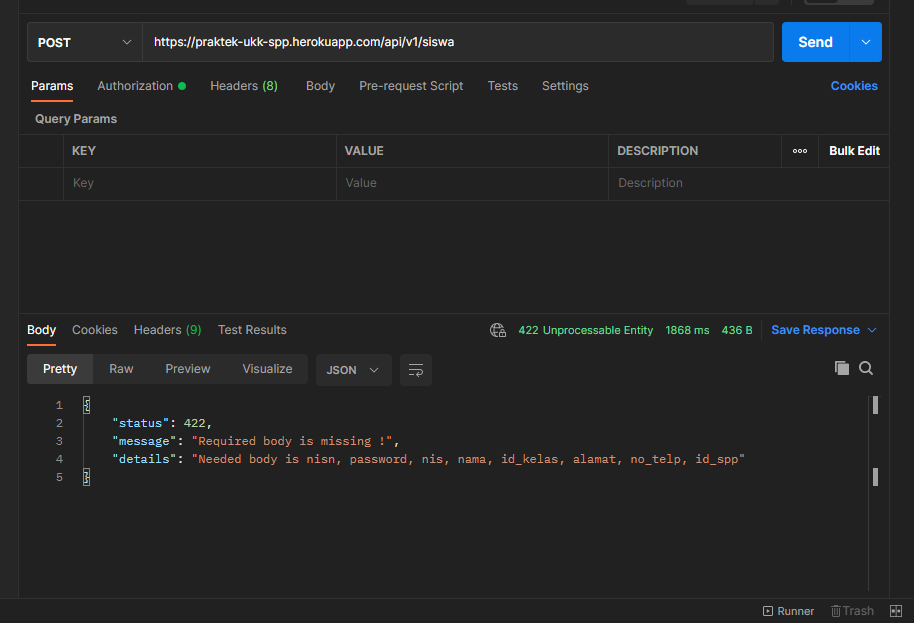 POST https://praktek-ukk-spp.herokuapp.com/api/v1/siswa Send
Params Authorization Headers (8) Body Pre-request Script Tests Settings Cookies
Query Params
KEY VALUE DESCRIPTION Bulk Edit
Key Value Description
Body Cookies Headers (9) Test Results 422 Unprocessable Entity 1868 ms 436 B Save Response
Pretty Raw Preview Visualize JSON
1 {
2 "status": 422,
3 "message": "Required body is missing !",
4 "details": "Needed body is nisn, password, nis, nama, id_kelas, alamat, no_telp, id_spp"
5 }
Runner Trash